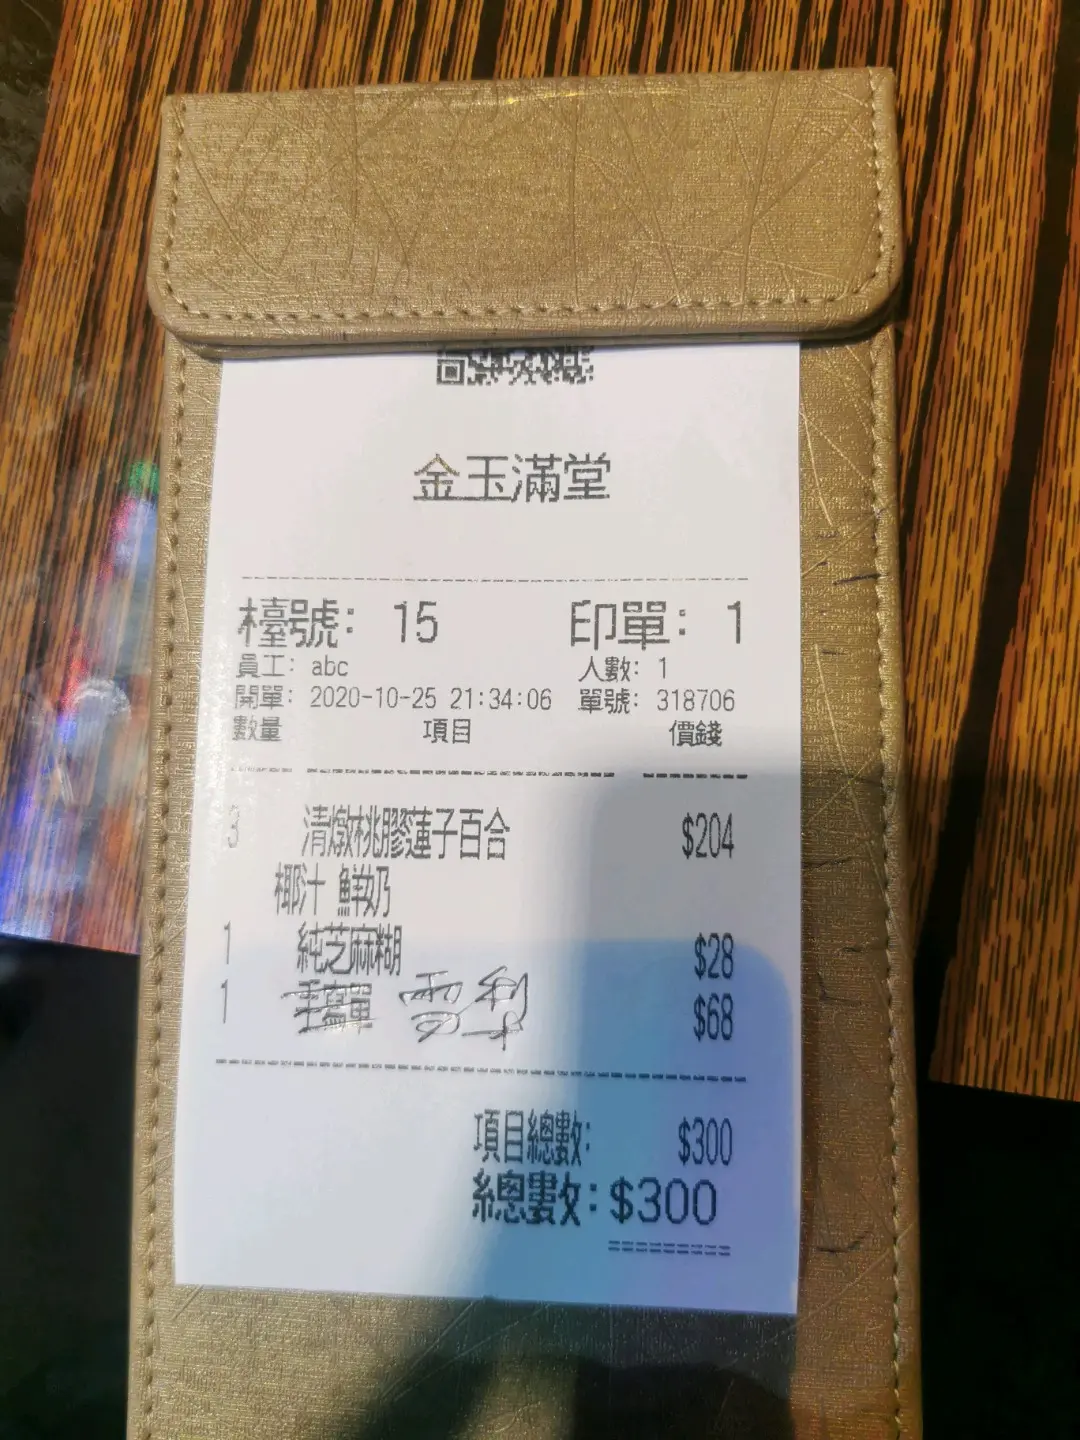 金玉滿堂
檯號: 15 印單: 1
員工: abc 人數: 1
開單: 2020-10-25 21:34:06 單號: 318706
數量 項目 價錢
3 清燉桃膠蓮子百合 $204
椰汁 鮮奶
1 純芝麻糊 $28
1 手寫單 $68
項目總數: $300
總數: $300